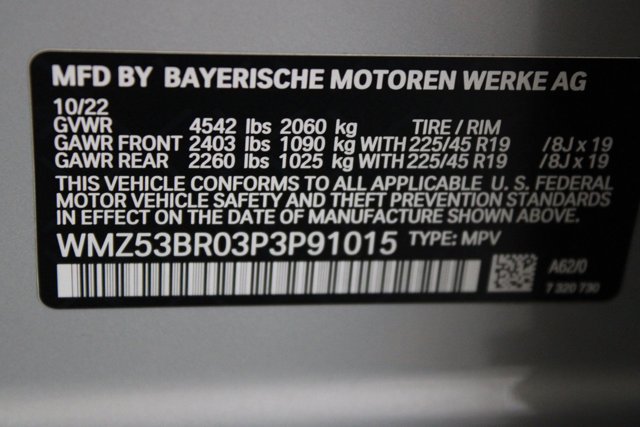 MFD BY BAYERISCHE MOTOREN WERKE AG
10/22
GVWR 4542 lbs 2060 kg TIRE / RIM
GAWR FRONT 2403 lbs 1090 kg WITH 225/45 R19 /8J x 19
GAWR REAR 2260 lbs 1025 kg WITH 225/45 R19 /8J x 19
THIS VEHICLE CONFORMS TO ALL APPLICABLE U. S. FEDERAL
MOTOR VEHICLE SAFETY AND THEFT PREVENTION STANDARDS
IN EFFECT ON THE DATE OF MANUFACTURE SHOWN ABOVE.
WMZ53BR03P3P91015 TYPE: MPV
A62/0
7 320 730